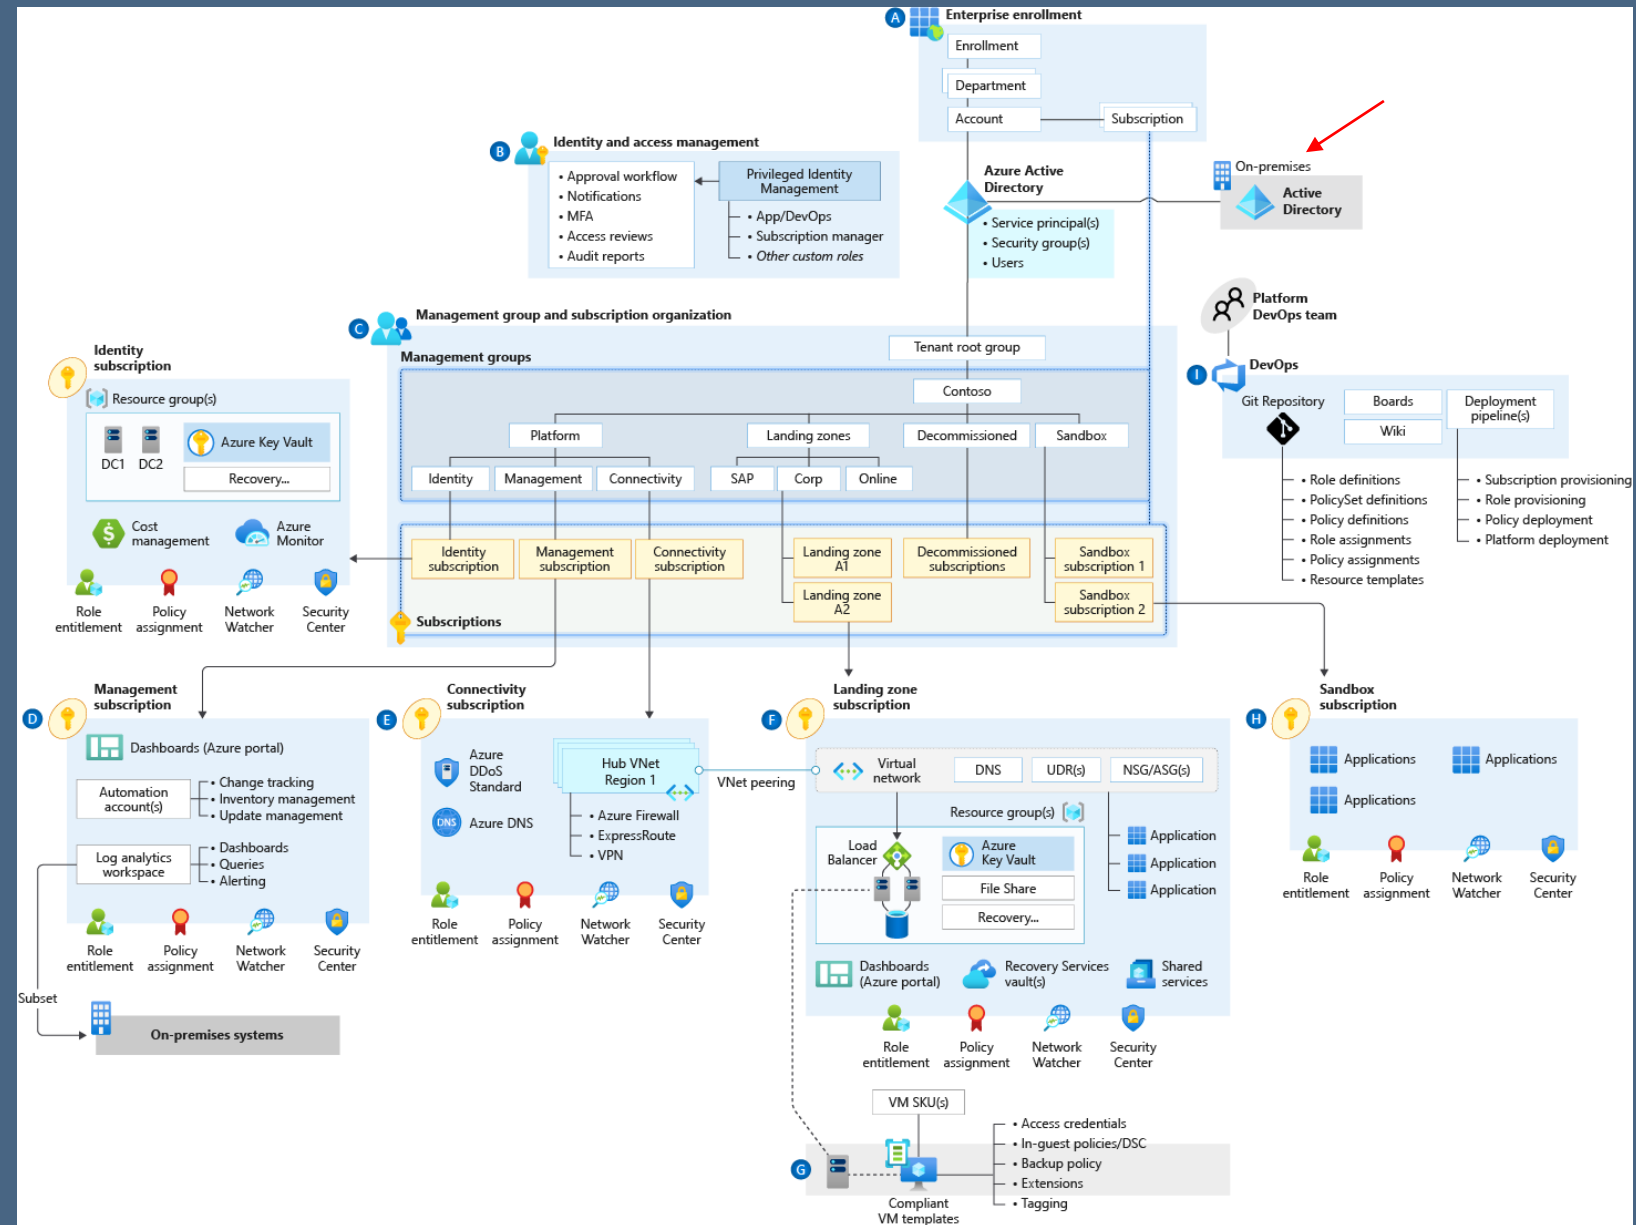 A
Enterprise enrollment
Enrollment
Department
Account
Subscription
B
Identity and access management
• Approval workflow
• Notifications
• MFA
• Access reviews
• Audit reports
Privileged Identity
Management
• App/DevOps
• Subscription manager
• Other custom roles
Azure Active
Directory
• Service principal(s)
• Security group(s)
• Users
On-premises
Active
Directory
Platform
DevOps team
I
DevOps
Git Repository
Boards
Wiki
Deployment
pipeline(s)
• Role definitions
• PolicySet definitions
• Policy definitions
• Role assignments
• Policy assignments
• Resource templates
• Subscription provisioning
• Role provisioning
• Policy deployment
• Platform deployment
C
Management group and subscription organization
Management groups
Tenant root group
Contoso
Platform
Landing zones
Decommissioned
Sandbox
Identity
Management
Connectivity
SAP
Corp
Online
Identity
subscription
Management
subscription
Connectivity
subscription
Landing zone
A1
Landing zone
A2
Decommissioned
subscriptions
Sandbox
subscription 1
Sandbox
subscription 2
Subscriptions
Identity
subscription
Resource group(s)
DC1
DC2
Azure Key Vault
Recovery...
Cost
management
Azure
Monitor
Role
entitlement
Policy
assignment
Network
Watcher
Security
Center
D
Management
subscription
Dashboards (Azure portal)
Automation
account(s)
• Change tracking
• Inventory management
• Update management
Log analytics
workspace
• Dashboards
• Queries
• Alerting
Role
entitlement
Policy
assignment
Network
Watcher
Security
Center
Subset
On-premises systems
E
Connectivity
subscription
Azure
DDoS
Standard
Azure DNS
DNS
Hub VNet
Region 1
• Azure Firewall
• ExpressRoute
• VPN
Role
entitlement
Policy
assignment
Network
Watcher
Security
Center
VNet peering
F
Landing zone
subscription
Virtual
network
DNS
UDR(s)
NSG/ASG(s)
Resource group(s)
Load
Balancer
Azure
Key Vault
File Share
Recovery...
Application
Application
Application
Dashboards
(Azure portal)
Recovery Services
vault(s)
Shared
services
Role
entitlement
Policy
assignment
Network
Watcher
Security
Center
H
Sandbox
subscription
Applications
Applications
Applications
Role
entitlement
Policy
assignment
Network
Watcher
Security
Center
G
VM SKU(s)
Compliant
VM templates
• Access credentials
• In-guest policies/DSC
• Backup policy
• Extensions
• Tagging